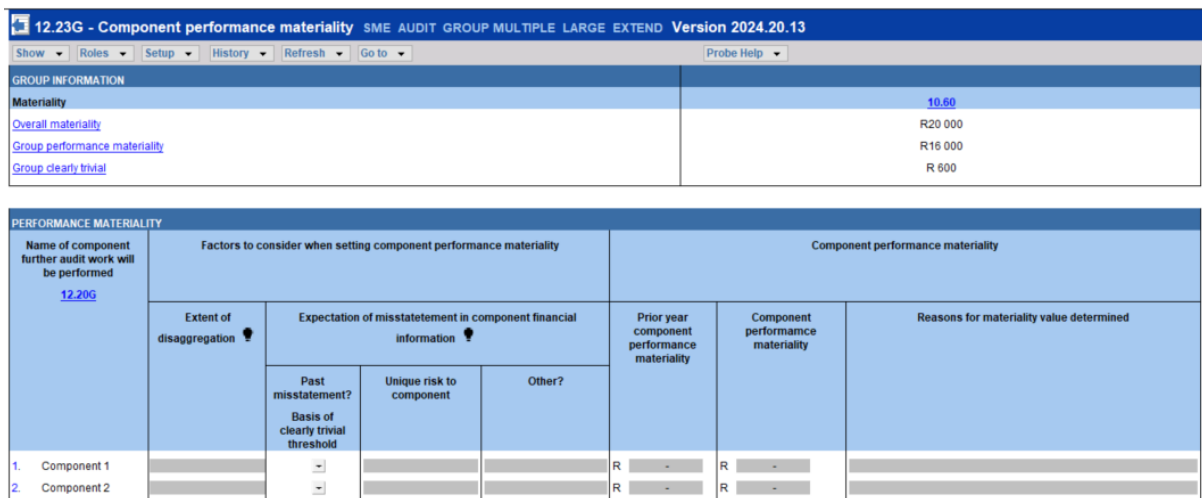 12.23G - Component performance materiality SME AUDIT GROUP MULTIPLE LARGE EXTEND Version 2024.20.13
Show Roles Setup History Refresh Go to Probe Help
GROUP INFORMATION
Materiality 10.60
Overall materiality R20 000
Group performance materiality R16 000
Group clearly trivial R 600
PERFORMANCE MATERIALITY
Name of component further audit work will be performed
12.20G
Factors to consider when setting component performance materiality
Component performance materiality
Extent of disaggregation
Expectation of misstatetement in component financial information
Prior year component performance materiality
Component performamce materiality
Reasons for materiality value determined
Past misstatement?
Basis of clearly trivial threshold
Unique risk to component
Other?
1. Component 1 R - R -
2. Component 2 R - R -